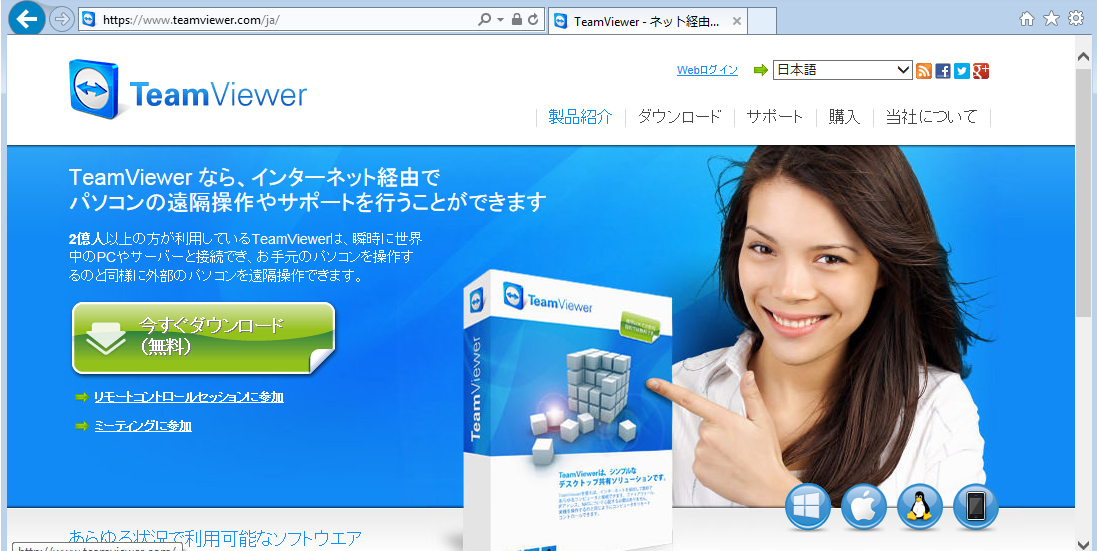 https://www.teamviewer.com/ja/
TeamViewer - ネット経由...
Webログイン
日本語
TeamViewer
製品紹介
ダウンロード
サポート
購入
当社について
TeamViewer なら、インターネット経由で
パソコンの遠隔操作やサポートを行うことができます
2億人以上の方が利用しているTeamViewerは、瞬時に世界
中のPCやサーバーと接続でき、お手元のパソコンを操作す
るのと同様に外部のパソコンを遠隔操作できます。
今すぐダウンロード
(無料)
リモートコントロールセッションに参加
ミーティングに参加
TeamViewer
TeamViewer
TeamViewerは、シンプルな
デスクトップ共有ソリューションです。
あらゆる状況で利用可能なソフトウエア
http://www.teamviewer.com/